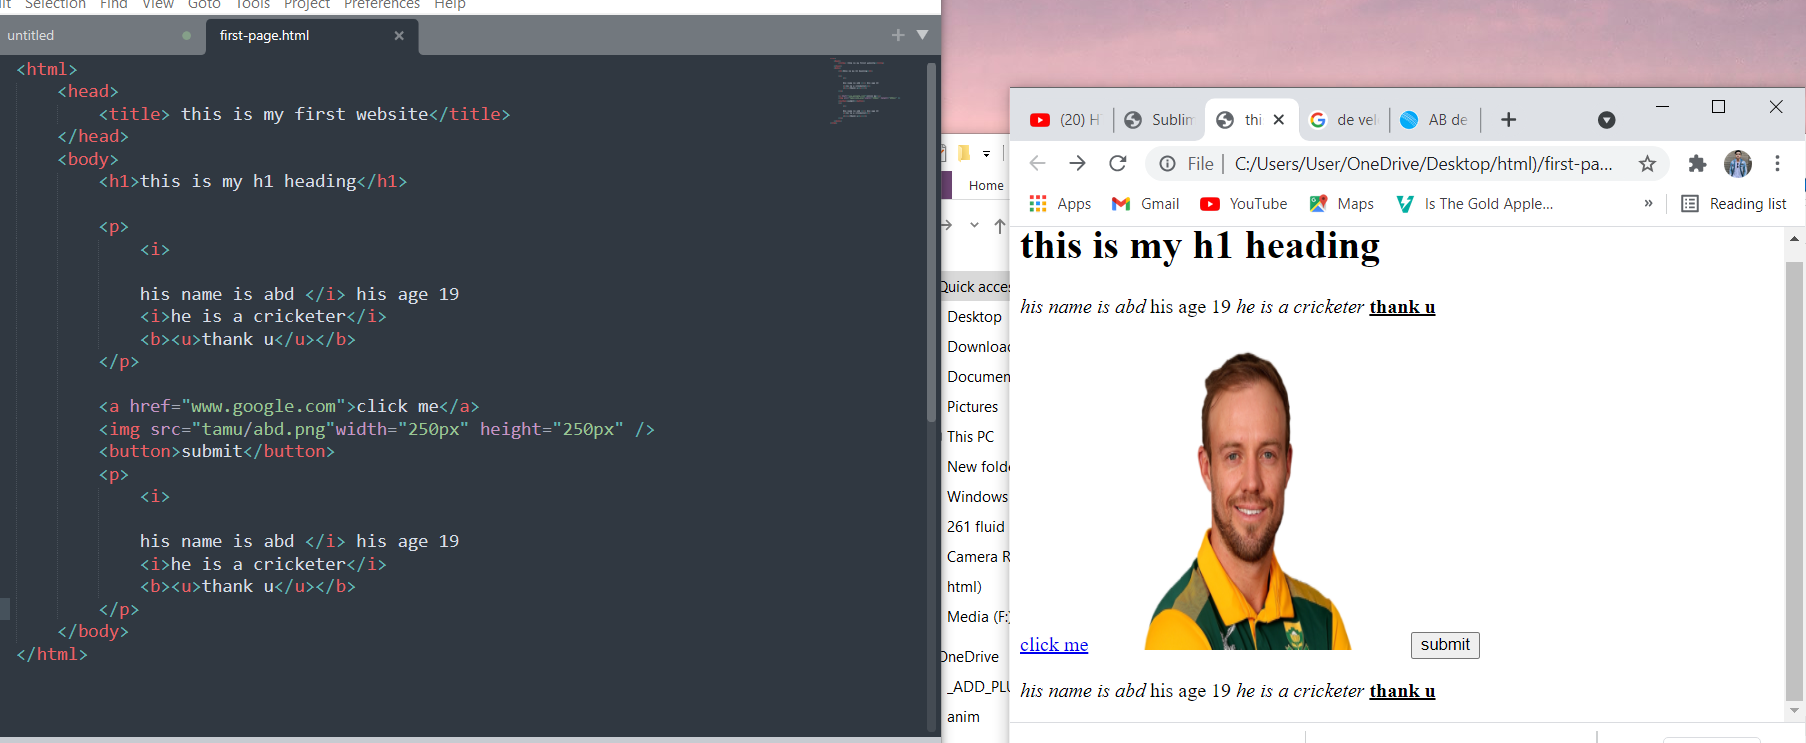 Selection Find View Goto Tools Project Preferences Help
untitled
first-page.html
<html>
<head>
<title> this is my first website</title>
</head>
<body>
<h1>this is my h1 heading</h1>
<p>
<i>
his name is abd </i> his age 19
<i>he is a cricketer</i>
<b><u>thank u</u></b>
</p>
<a href="www.google.com">click me</a>
<img src="tamu/abd.png"width="250px" height="250px" />
<button>submit</button>
<p>
<i>
his name is abd </i> his age 19
<i>he is a cricketer</i>
<b><u>thank u</u></b>
</p>
</body>
</html>
Home
Quick acces
Desktop
Downloa
Documen
Pictures
This PC
New folde
Windows
261 fluid
Camera R
html)
Media (F:)
OneDrive
_ADD_PLU
anim
(20) H
Sublim
thi
de vel
AB de
File | C:/Users/User/OneDrive/Desktop/html)/first-pa...
Apps Gmail YouTube Maps Is The Gold Apple... » Reading list
this is my h1 heading
his name is abd his age 19 he is a cricketer thank u
click me
submit
his name is abd his age 19 he is a cricketer thank u